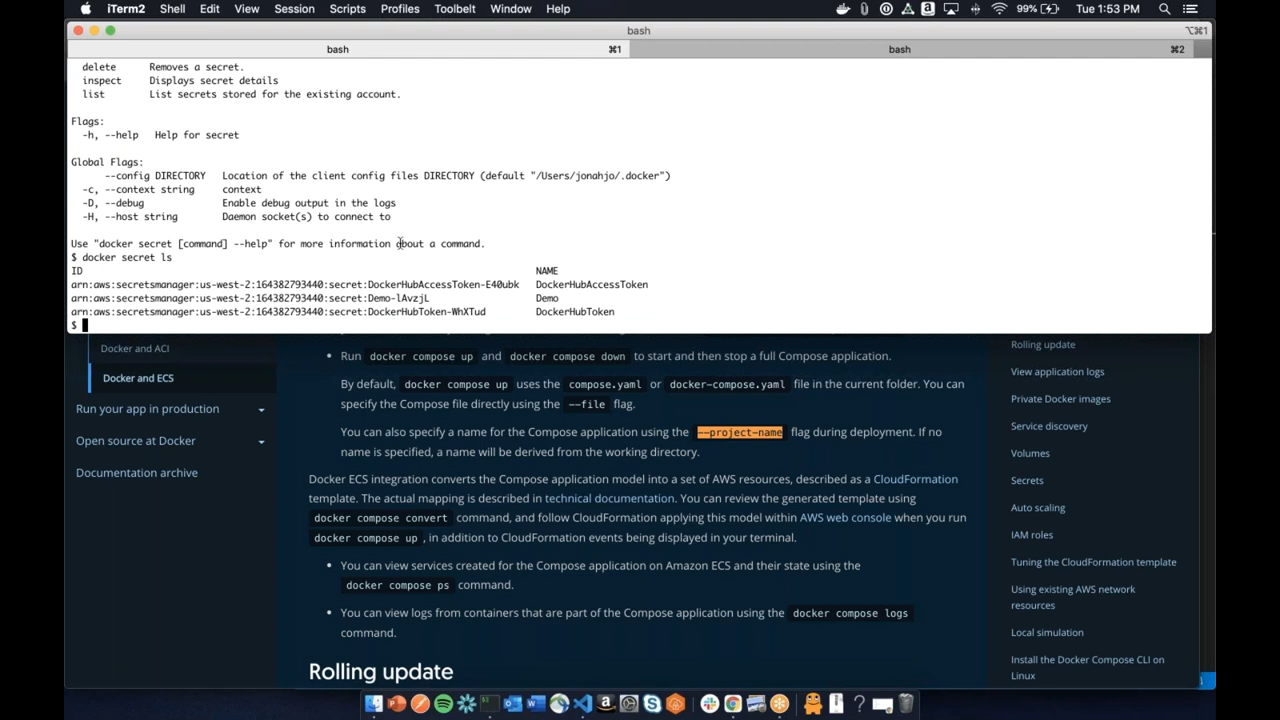 iTerm2 Shell Edit View Session Scripts Profiles Toolbelt Window Help 99% Tue 1:53 PM
bash ⌥⌘1
bash ⌘1 bash ⌘2
delete Removes a secret.
inspect Displays secret details
list List secrets stored for the existing account.
Flags:
-h, --help Help for secret
Global Flags:
--config DIRECTORY Location of the client config files DIRECTORY (default "/Users/jonahjo/.docker")
-c, --context string context
-D, --debug Enable debug output in the logs
-H, --host string Daemon socket(s) to connect to
Use "docker secret [command] --help" for more information about a command.
$ docker secret ls
ID NAME
arn:aws:secretsmanager:us-west-2:164382793440:secret:DockerHubAccessToken-E40ubk DockerHubAccessToken
arn:aws:secretsmanager:us-west-2:164382793440:secret:Demo-lAvzjL Demo
arn:aws:secretsmanager:us-west-2:164382793440:secret:DockerHubToken-WhXTud DockerHubToken
$
Docker and ACI
Docker and ECS
Run your app in production
Open source at Docker
Documentation archive
• Run docker compose up and docker compose down to start and then stop a full Compose application.
By default, docker compose up uses the compose.yaml or docker-compose.yaml file in the current folder. You can
specify the Compose file directly using the --file flag.
You can also specify a name for the Compose application using the --project-name flag during deployment. If no
name is specified, a name will be derived from the working directory.
Docker ECS integration converts the Compose application model into a set of AWS resources, described as a CloudFormation
template. The actual mapping is described in technical documentation. You can review the generated template using
docker compose convert command, and follow CloudFormation applying this model within AWS web console when you run
docker compose up , in addition to CloudFormation events being displayed in your terminal.
• You can view services created for the Compose application on Amazon ECS and their state using the
docker compose ps command.
• You can view logs from containers that are part of the Compose application using the docker compose logs
command.
Rolling update
Rolling update
View application logs
Private Docker images
Service discovery
Volumes
Secrets
Auto scaling
IAM roles
Tuning the CloudFormation template
Using existing AWS network
resources
Local simulation
Install the Docker Compose CLI on
Linux